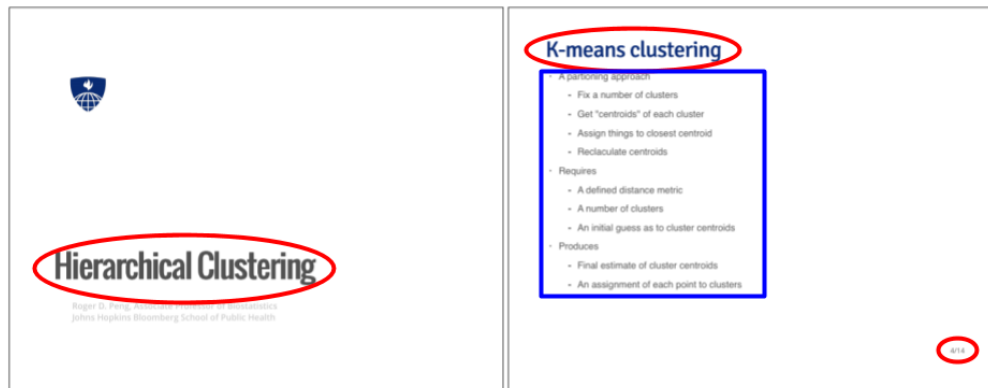 Hierarchical Clustering
Roger D. Peng, Associate Professor of Biostatistics
Johns Hopkins Bloomberg School of Public Health
K-means clustering
- A partioning approach
- Fix a number of clusters
- Get "centroids" of each cluster
- Assign things to closest centroid
- Reclaculate centroids
- Requires
- A defined distance metric
- A number of clusters
- An initial guess as to cluster centroids
- Produces
- Final estimate of cluster centroids
- An assignment of each point to clusters
4/14